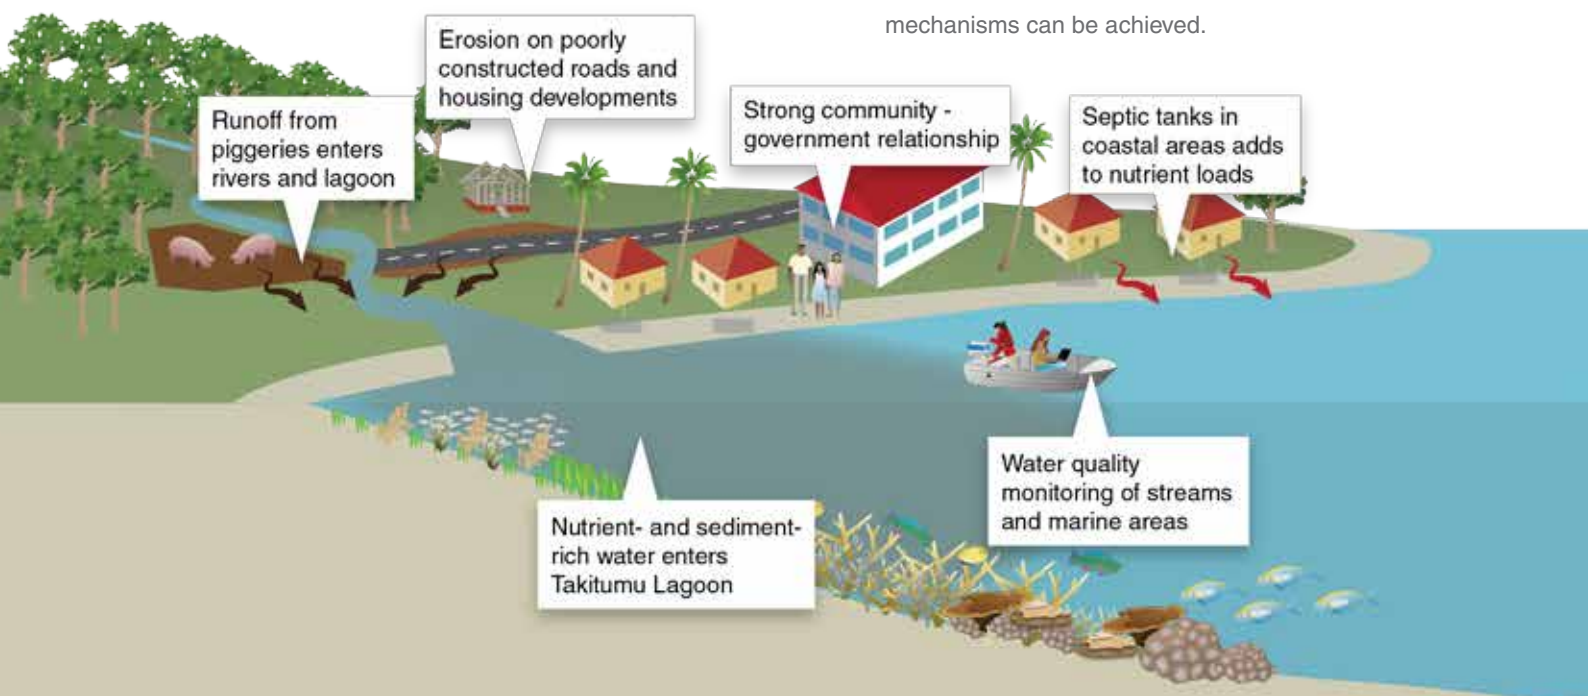 mechanisms can be achieved.
Erosion on poorly
constructed roads and
housing developments
Runoff from
piggeries enters
rivers and lagoon
Strong community -
government relationship
Septic tanks in
coastal areas adds
to nutrient loads
Water quality
monitoring of streams
and marine areas
Nutrient- and sediment-
rich water enters
Takitumu Lagoon